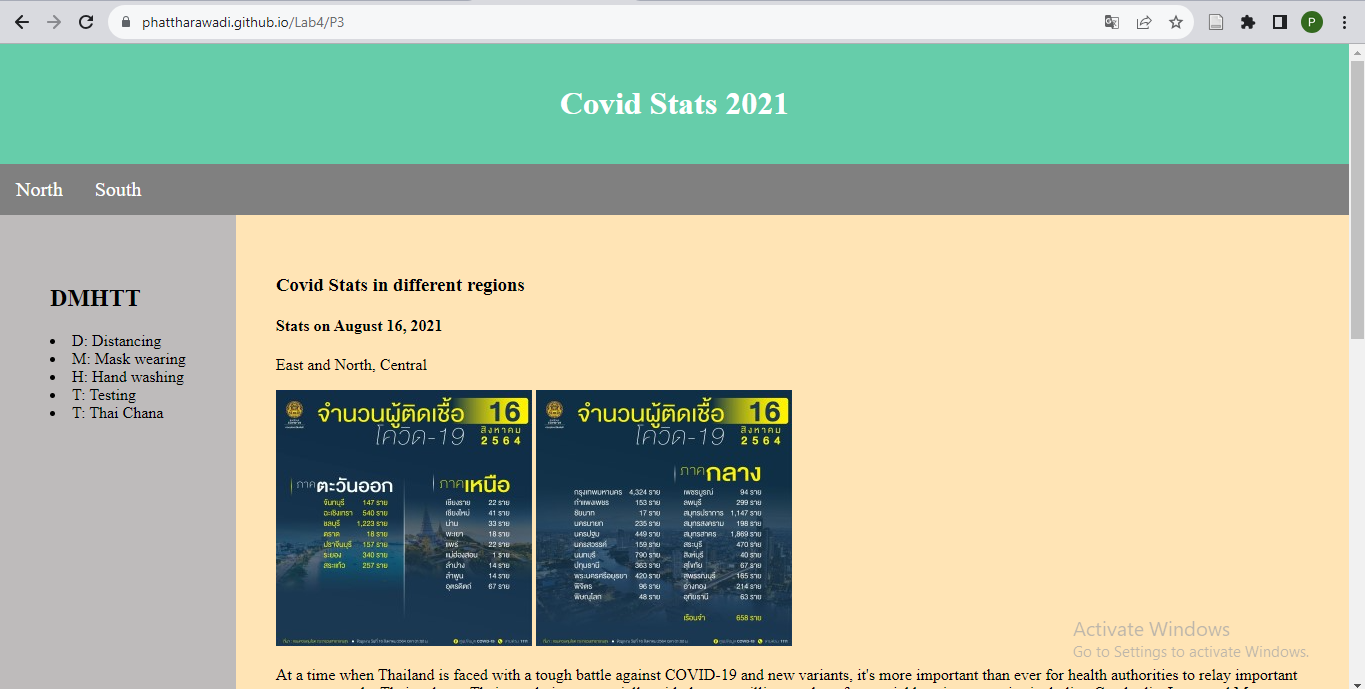 phattharawadi.github.io/Lab4/P3
P
Covid Stats 2021
North South
DMHTT
D: Distancing
M: Mask wearing
H: Hand washing
T: Testing
T: Thai Chana
Covid Stats in different regions
Stats on August 16, 2021
East and North, Central
จำนวนผู้ติดเชื้อ 16
โควิด-19 สิงหาคม
2564
ภาคตะวันออก
จันทบุรี 147 ราย
ฉะเชิงเทรา 540 ราย
ชลบุรี 1,223 ราย
ตราด 18 ราย
ปราจีนบุรี 157 ราย
ระยอง 340 ราย
สระแก้ว 257 ราย
ภาคเหนือ
เชียงราย 22 ราย
เชียงใหม่ 41 ราย
น่าน 33 ราย
พะเยา 18 ราย
แพร่ 22 ราย
แม่ฮ่องสอน 1 ราย
ลำปาง 14 ราย
ลำพูน 14 ราย
อุตรดิตถ์ 67 ราย
จำนวนผู้ติดเชื้อ 16
โควิด-19 สิงหาคม
2564
ภาคกลาง
กรุงเทพมหานคร 4,324 ราย
กำแพงเพชร 153 ราย
ชัยนาท 17 ราย
นครนายก 235 ราย
นครปฐม 449 ราย
นครสวรรค์ 159 ราย
นนทบุรี 790 ราย
ปทุมธานี 363 ราย
พระนครศรีอยุธยา 420 ราย
พิจิตร 96 ราย
พิษณุโลก 48 ราย
เพชรบูรณ์ 94 ราย
ลพบุรี 299 ราย
สมุทรปราการ 1,147 ราย
สมุทรสงคราม 198 ราย
สมุทรสาคร 1,869 ราย
สระบุรี 470 ราย
สิงห์บุรี 40 ราย
สุโขทัย 67 ราย
สุพรรณบุรี 165 ราย
อ่างทอง 214 ราย
อุทัยธานี 63 ราย
เรือนจำ 658 ราย
At a time when Thailand is faced with a tough battle against COVID-19 and new variants, it's more important than ever for health authorities to relay important
Activate Windows
Go to Settings to activate Windows.